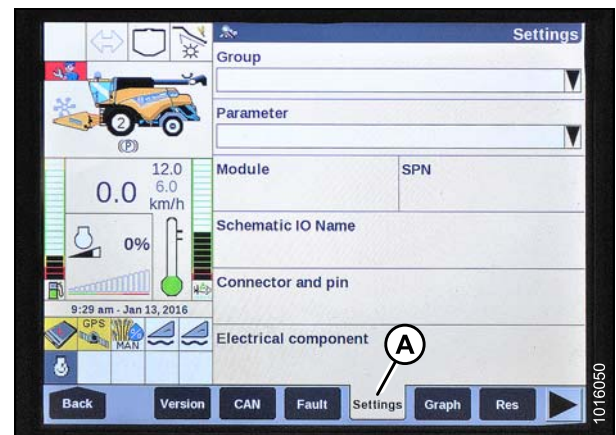 Settings
Group
Parameter
Module
SPN
Schematic IO Name
Connector and pin
Electrical component
2
(P)
12.0
6.0
0.0
km/h
0%
9:29 am - Jan 13, 2016
GPS
MAN
A
Back
Version
CAN
Fault
Settings
Graph
Res
1016050